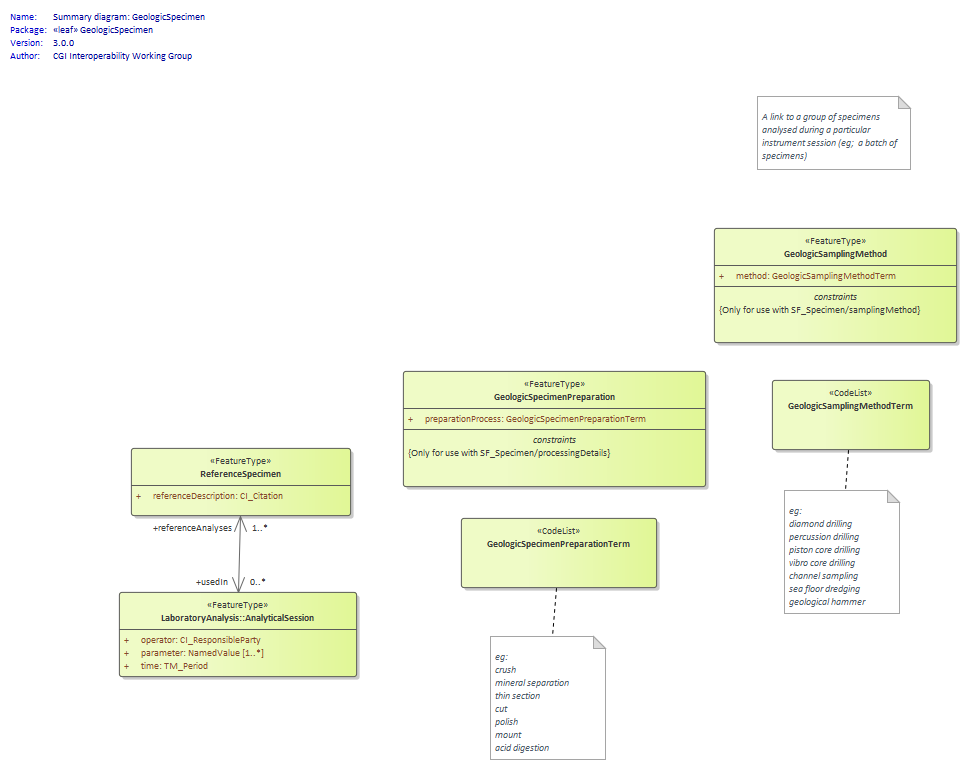 Name: Summary diagram: GeologicSpecimen
Package: «leaf» GeologicSpecimen
Version: 3.0.0
Author: CGI Interoperability Working Group
A link to a group of specimens
analysed during a particular
instrument session (eg; a batch of
specimens)
«FeatureType»
GeologicSamplingMethod
+ method: GeologicSamplingMethodTerm
constraints
{Only for use with SF_Specimen/samplingMethod}
«FeatureType»
GeologicSpecimenPreparation
+ preparationProcess: GeologicSpecimenPreparationTerm
constraints
{Only for use with SF_Specimen/processingDetails}
«CodeList»
GeologicSamplingMethodTerm
«FeatureType»
ReferenceSpecimen
+ referenceDescription: CI_Citation
+referenceAnalyses 1..*
+usedIn 0..*
«FeatureType»
LaboratoryAnalysis::AnalyticalSession
+ operator: CI_ResponsibleParty
+ parameter: NamedValue [1..*]
+ time: TM_Period
«CodeList»
GeologicSpecimenPreparationTerm
eg:
diamond drilling
percussion drilling
piston core drilling
vibro core drilling
channel sampling
sea floor dredging
geological hammer
eg:
crush
mineral separation
thin section
cut
polish
mount
acid digestion